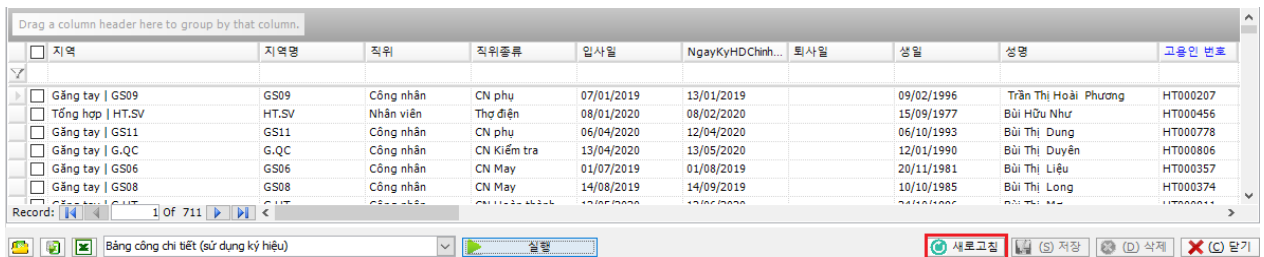 Drag a column header here to group by that column.
지역 지역명 직위 직위종류 입사일 NgayKyHDChinh... 퇴사일 생일 성명 고용인 번호
Găng tay | GS09 GS09 Công nhân CN phụ 07/01/2019 13/01/2019 09/02/1996 Trần Thị Hoài Phương HT000207
Tổng hợp | HT.SV HT.SV Nhân viên Thợ điện 08/01/2020 08/02/2020 15/09/1977 Bùi Hữu Như HT000456
Găng tay | GS11 GS11 Công nhân CN phụ 06/04/2020 12/04/2020 06/10/1993 Bùi Thị Dung HT000778
Găng tay | G.QC G.QC Công nhân CN Kiểm tra 13/04/2020 13/05/2020 12/01/1990 Bùi Thị Duyên HT000806
Găng tay | GS06 GS06 Công nhân CN May 01/07/2019 01/08/2019 20/11/1981 Bùi Thị Liệu HT000357
Găng tay | GS08 GS08 Công nhân CN May 14/08/2019 14/09/2019 10/10/1985 Bùi Thị Long HT000374
Record: 1 Of 711
Bảng công chi tiết (sử dụng ký hiệu) 실행 새로고침 (S) 저장 (D) 삭제 (C) 닫기